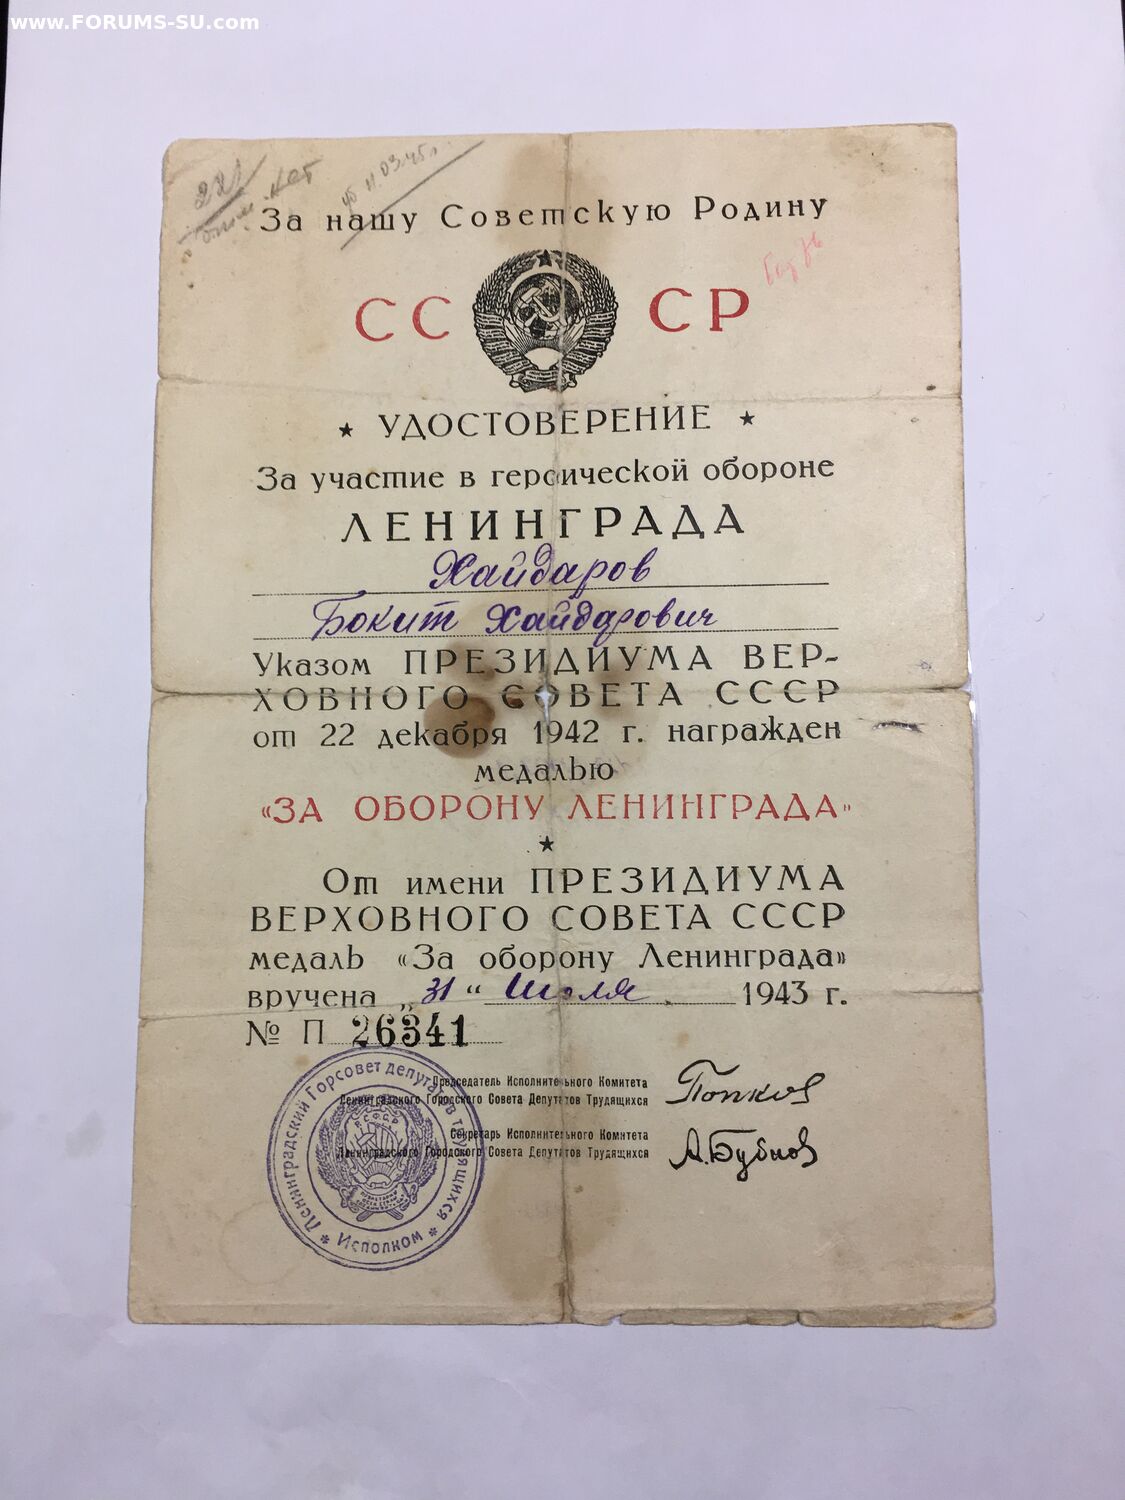 www.FORUMS-SU.com
221
За нашу Советскую Родину
СССР
★ УДОСТОВЕРЕНИЕ ★
За участие в героической обороне
ЛЕНИНГРАДА
Хайдаров
Бокит Хайдарович
Указом ПРЕЗИДИУМА ВЕР-
ХОВНОГО СОВЕТА СССР
от 22 декабря 1942 г. награжден
медалью
«ЗА ОБОРОНУ ЛЕНИНГРАДА»
★
От имени ПРЕЗИДИУМА
ВЕРХОВНОГО СОВЕТА СССР
медаль «За оборону Ленинграда»
вручена „31“ Июля 1943 г.
№ П 26341
Председатель Исполнительного Комитета
Ленинградского Городского Совета Депутатов Трудящихся
Попков
Секретарь Исполнительного Комитета
Ленинградского Городского Совета Депутатов Трудящихся
А.Бубнов
Ленинградский Горсовет депутатов трудящихся * Исполком *
РСФСР